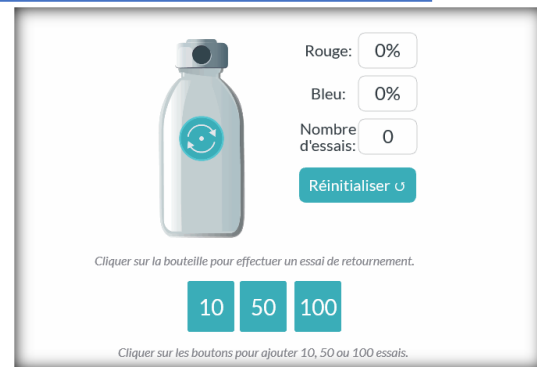 Rouge: 0%
Bleu: 0%
Nombre
d'essais: 0
Réinitialiser ↺
Cliquer sur la bouteille pour effectuer un essai de retournement.
10 50 100
Cliquer sur les boutons pour ajouter 10, 50 ou 100 essais.